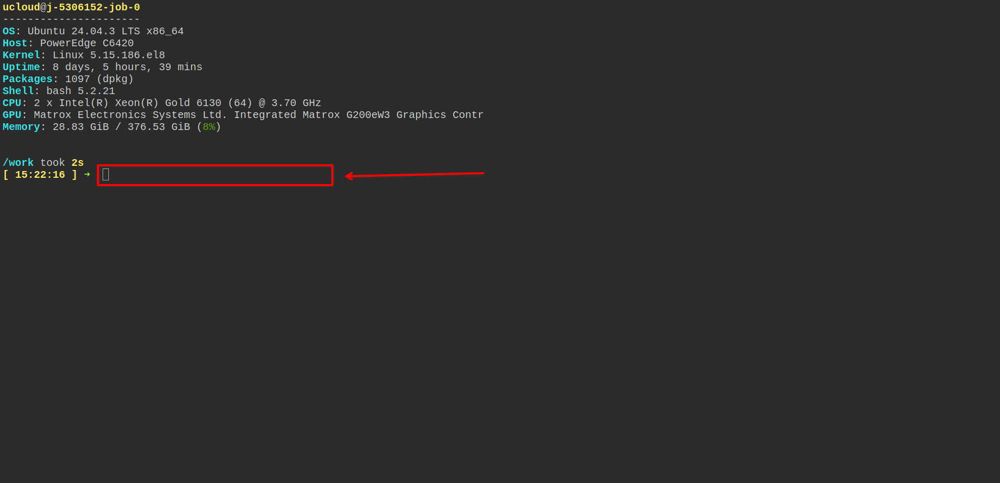 ucloud@j-5306152-job-0
----------------------
OS: Ubuntu 24.04.3 LTS x86_64
Host: PowerEdge C6420
Kernel: Linux 5.15.186.el8
Uptime: 8 days, 5 hours, 39 mins
Packages: 1097 (dpkg)
Shell: bash 5.2.21
CPU: 2 x Intel(R) Xeon(R) Gold 6130 (64) @ 3.70 GHz
GPU: Matrox Electronics Systems Ltd. Integrated Matrox G200eW3 Graphics Contr
Memory: 28.83 GiB / 376.53 GiB (8%)
/work took 2s
[ 15:22:16 ] ➜